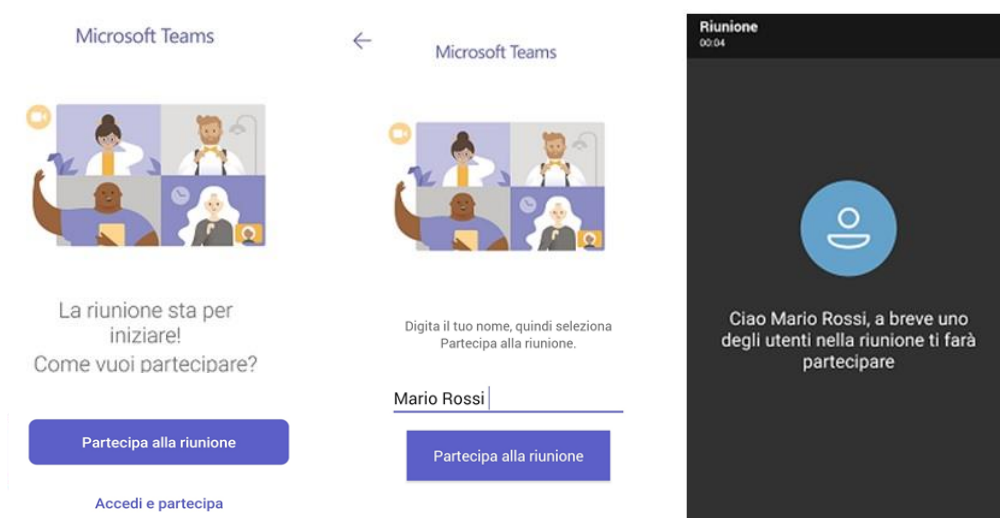 Microsoft Teams
La riunione sta per
iniziare!
Come vuoi partecipare?
Partecipa alla riunione
Accedi e partecipa
Microsoft Teams
Digita il tuo nome, quindi seleziona
Partecipa alla riunione.
Mario Rossi
Partecipa alla riunione
Riunione
00:04
Ciao Mario Rossi, a breve uno
degli utenti nella riunione ti farà
partecipare